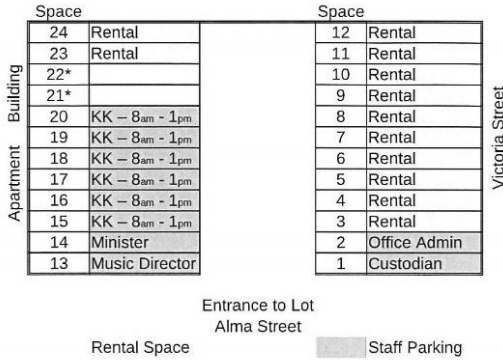 Space Space
24 Rental 12 Rental
23 Rental 11 Rental
22* 10 Rental
21* 9 Rental
20 KK – 8am - 1pm 8 Rental
19 KK – 8am - 1pm 7 Rental
18 KK – 8am - 1pm 6 Rental
17 KK – 8am - 1pm 5 Rental
16 KK – 8am - 1pm 4 Rental
15 KK – 8am - 1pm 3 Rental
14 Minister 2 Office Admin
13 Music Director 1 Custodian
Apartment Building
Victoria Street
Entrance to Lot
Alma Street
Rental Space Staff Parking